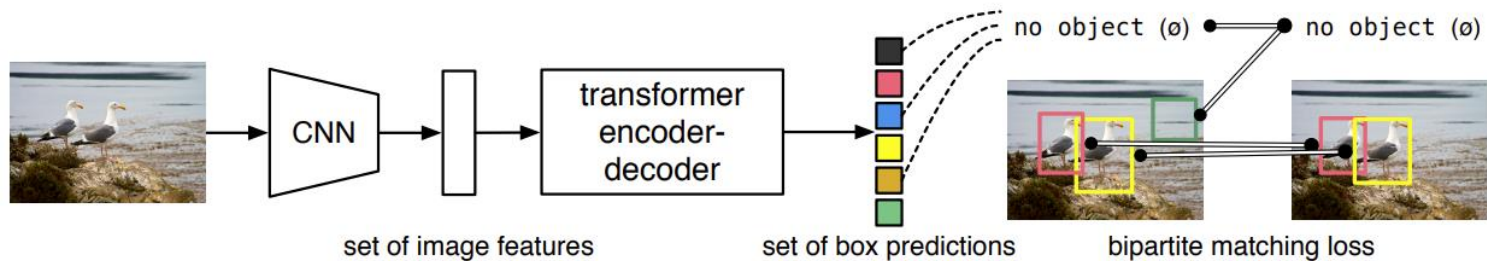 no object (ø)
no object (ø)
CNN
transformer
encoder-
decoder
set of image features
set of box predictions
bipartite matching loss